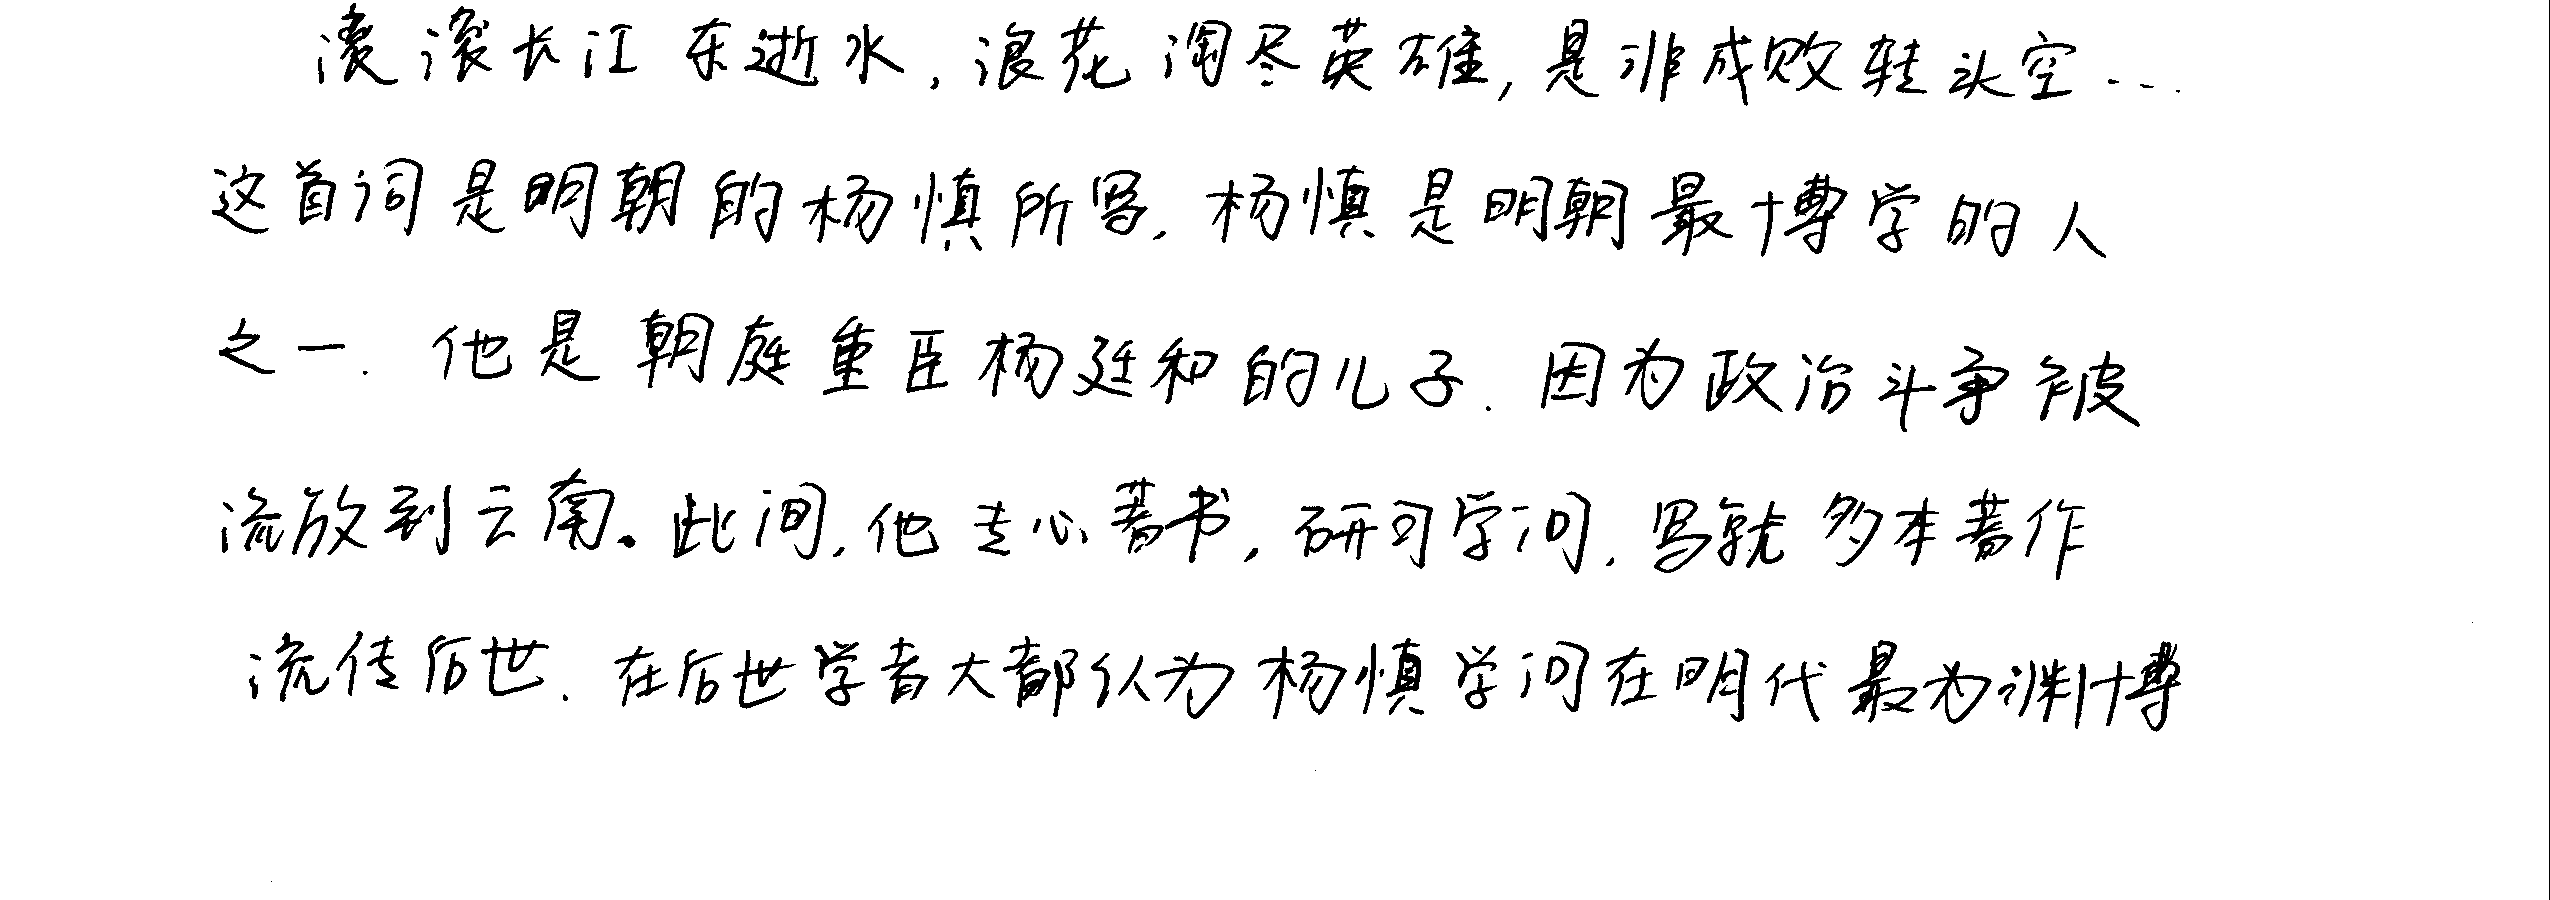 滚滚长江东逝水，浪花淘尽英雄，是非成败转头空...
这首词是明朝的杨慎所写.杨慎是明朝最博学的人
之一.他是朝庭重臣杨廷和的儿子.因为政治斗争被
流放到云南。此间,他专心著书,研习学问.写就多本著作
流传后世.在后世学者大都认为杨慎学问在明代最为渊博